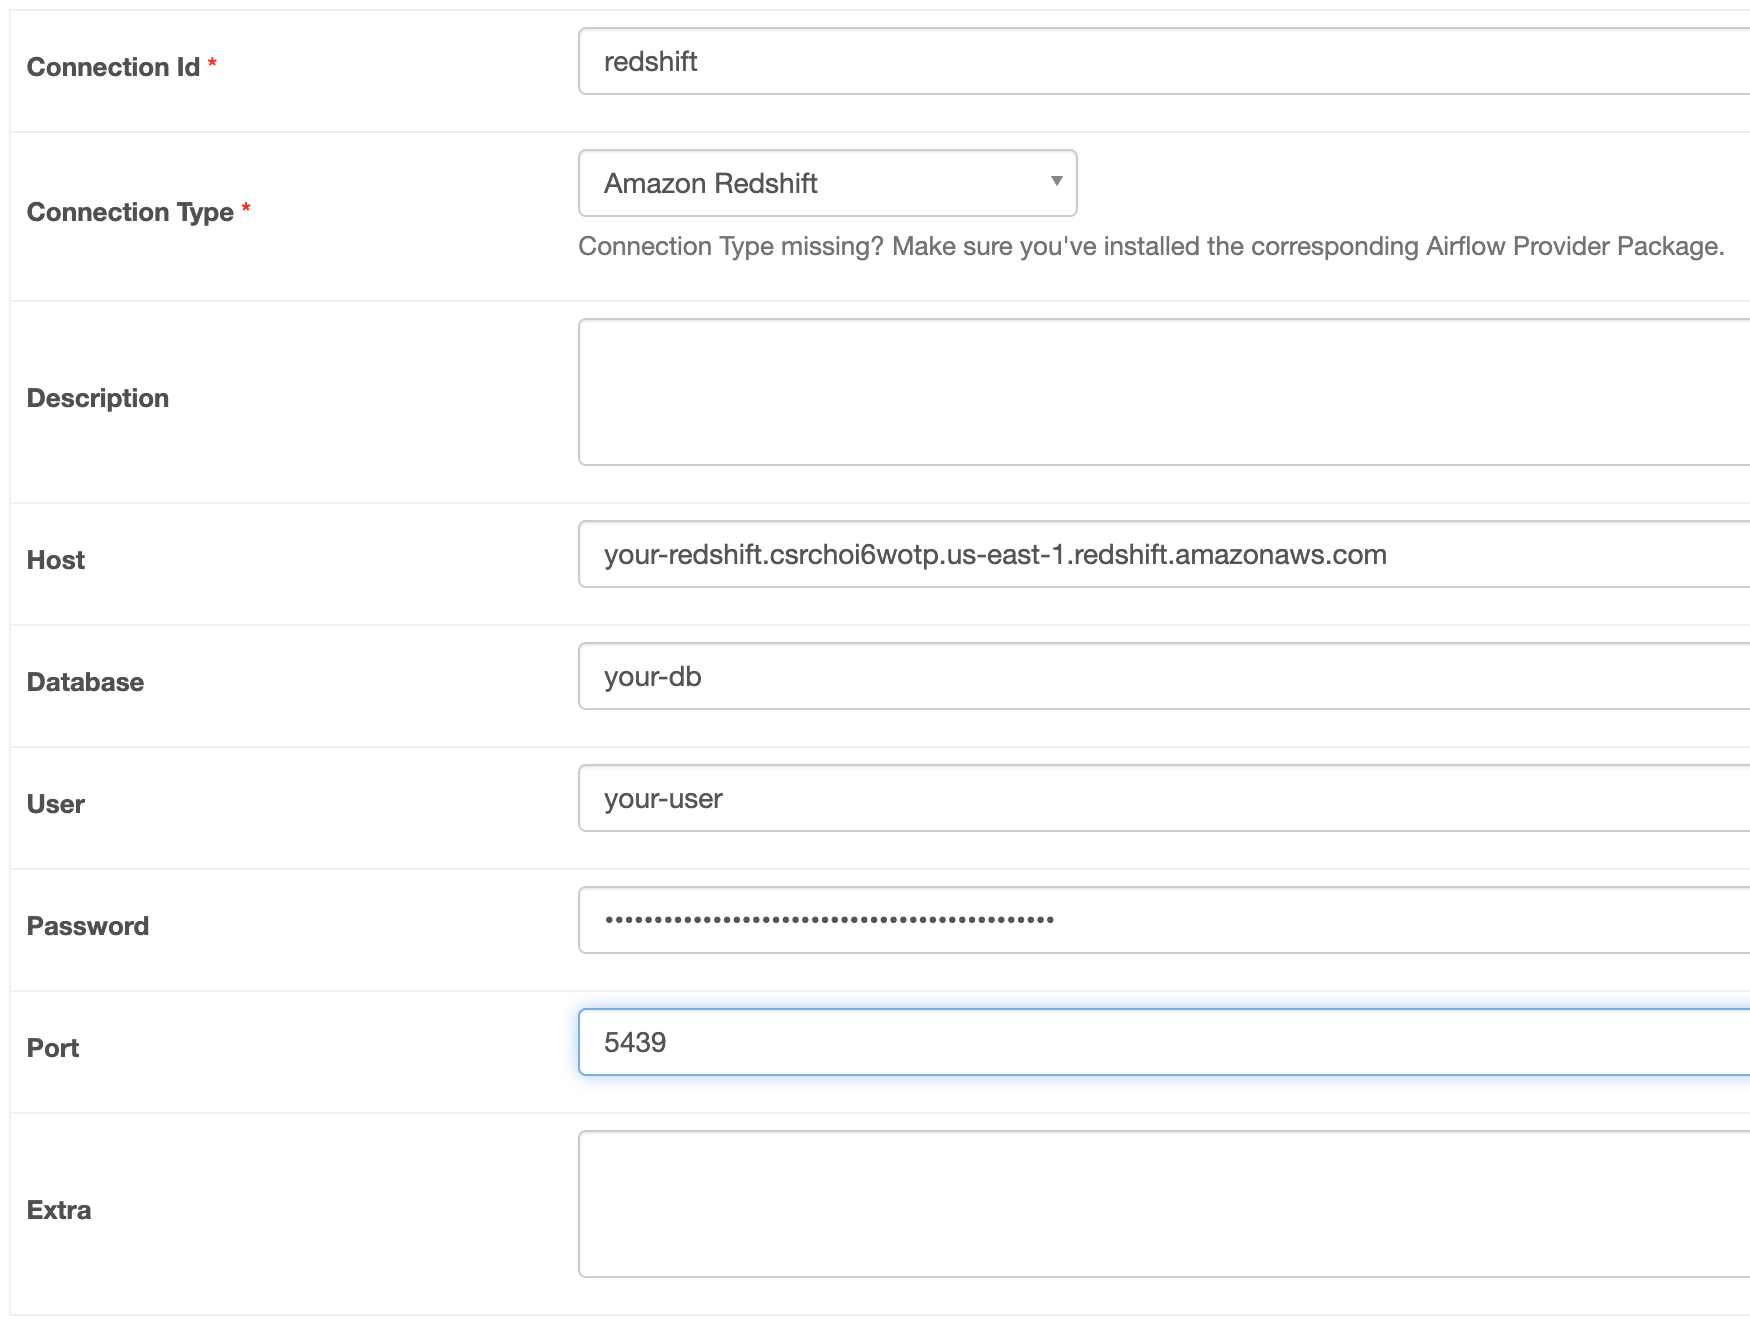 Connection Id *
redshift
Connection Type *
Amazon Redshift
Connection Type missing? Make sure you've installed the corresponding Airflow Provider Package.
Description
Host
your-redshift.csrchoi6wotp.us-east-1.redshift.amazonaws.com
Database
your-db
User
your-user
Password
••••••••••••••••••••••••••••••••••••••••••••••
Port
5439
Extra